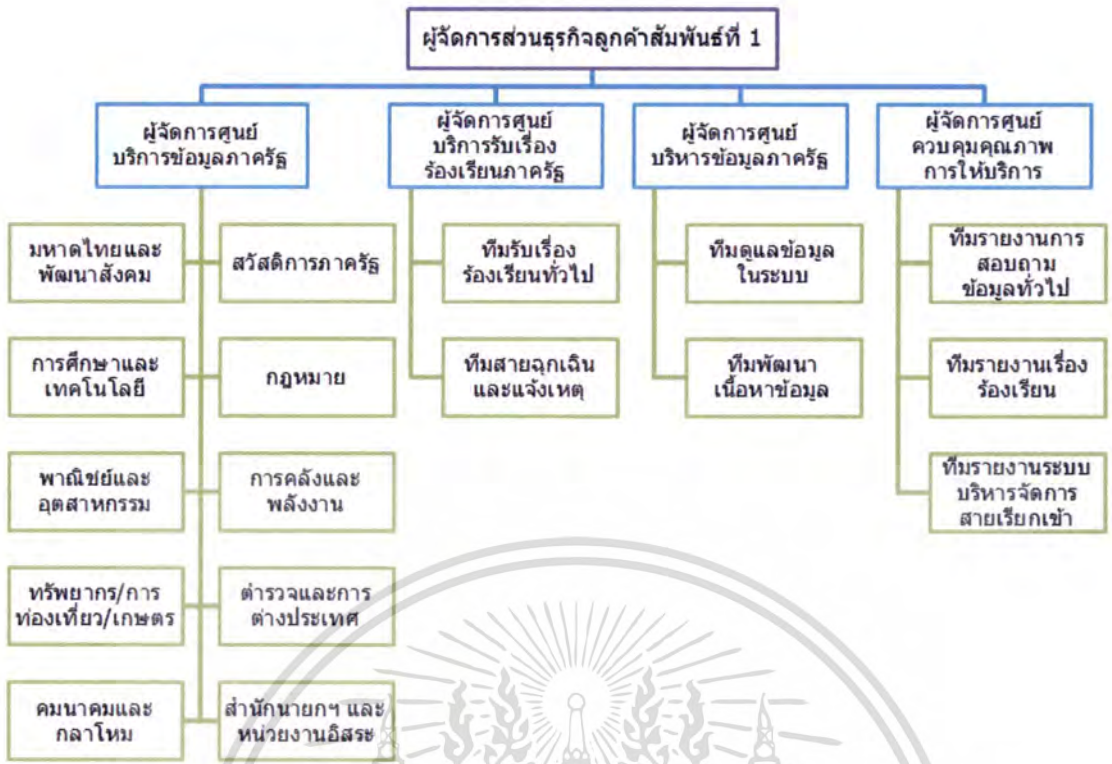 ผู้จัดการส่วนธุรกิจลูกค้าสัมพันธ์ที่ 1
ผู้จัดการศูนย์
บริการข้อมูลภาครัฐ
ผู้จัดการศูนย์
บริการรับเรื่อง
ร้องเรียนภาครัฐ
ผู้จัดการศูนย์
บริหารข้อมูลภาครัฐ
ผู้จัดการศูนย์
ควบคุมคุณภาพ
การให้บริการ
มหาดไทยและ
พัฒนาสังคม
สวัสดิการภาครัฐ
ทีมรับเรื่อง
ร้องเรียนทั่วไป
ทีมดูแลข้อมูล
ในระบบ
ทีมรายงานการ
สอบถาม
ข้อมูลทั่วไป
การศึกษาและ
เทคโนโลยี
กฎหมาย
ทีมสายฉุกเฉิน
และแจ้งเหตุ
ทีมพัฒนา
เนื้อหาข้อมูล
ทีมรายงานเรื่อง
ร้องเรียน
พาณิชย์และ
อุตสาหกรรม
การคลังและ
พลังงาน
ทีมรายงานระบบ
บริหารจัดการ
สายเรียกเข้า
ทรัพยากร/การ
ท่องเที่ยว/เกษตร
ตำรวจและการ
ต่างประเทศ
คมนาคมและ
กลาโหม
สำนักนายกฯ และ
หน่วยงานอิสระ